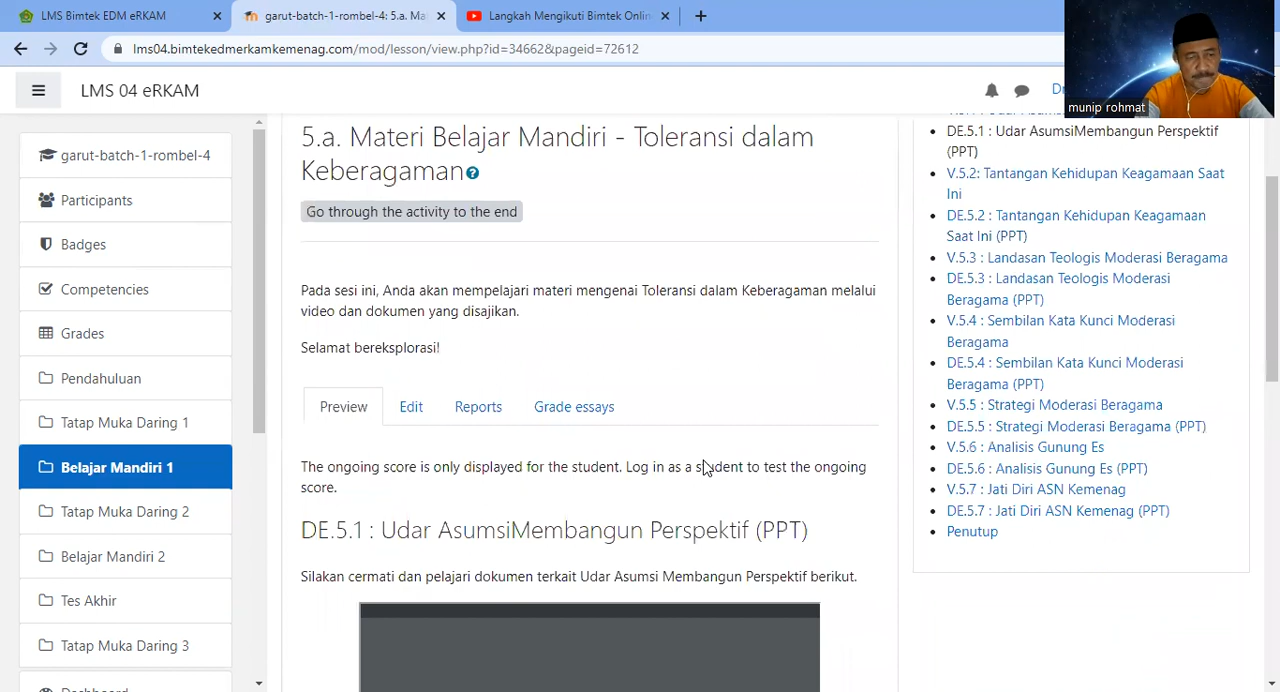 LMS Bimtek EDM eRKAM
garut-batch-1-rombel-4: 5.a. Ma
Langkah Mengikuti Bimtek Onlin
lms04.bimtekedmerkamkemenag.com/mod/lesson/view.php?id=34662&pageid=72612
munip rohmat
LMS 04 eRKAM
garut-batch-1-rombel-4
Participants
Badges
Competencies
Grades
Pendahuluan
Tatap Muka Daring 1
Belajar Mandiri 1
Tatap Muka Daring 2
Belajar Mandiri 2
Tes Akhir
Tatap Muka Daring 3
5.a. Materi Belajar Mandiri - Toleransi dalam
Keberagaman
Go through the activity to the end
Pada sesi ini, Anda akan mempelajari materi mengenai Toleransi dalam Keberagaman melalui
video dan dokumen yang disajikan.
Selamat bereksplorasi!
Preview Edit Reports Grade essays
The ongoing score is only displayed for the student. Log in as a student to test the ongoing
score.
DE.5.1 : Udar AsumsiMembangun Perspektif (PPT)
Silakan cermati dan pelajari dokumen terkait Udar Asumsi Membangun Perspektif berikut.
DE.5.1 : Udar AsumsiMembangun Perspektif
(PPT)
V.5.2: Tantangan Kehidupan Keagamaan Saat
Ini
DE.5.2 : Tantangan Kehidupan Keagamaan
Saat Ini (PPT)
V.5.3 : Landasan Teologis Moderasi Beragama
DE.5.3 : Landasan Teologis Moderasi
Beragama (PPT)
V.5.4 : Sembilan Kata Kunci Moderasi
Beragama
DE.5.4 : Sembilan Kata Kunci Moderasi
Beragama (PPT)
V.5.5 : Strategi Moderasi Beragama
DE.5.5 : Strategi Moderasi Beragama (PPT)
V.5.6 : Analisis Gunung Es
DE.5.6 : Analisis Gunung Es (PPT)
V.5.7 : Jati Diri ASN Kemenag
DE.5.7 : Jati Diri ASN Kemenag (PPT)
Penutup